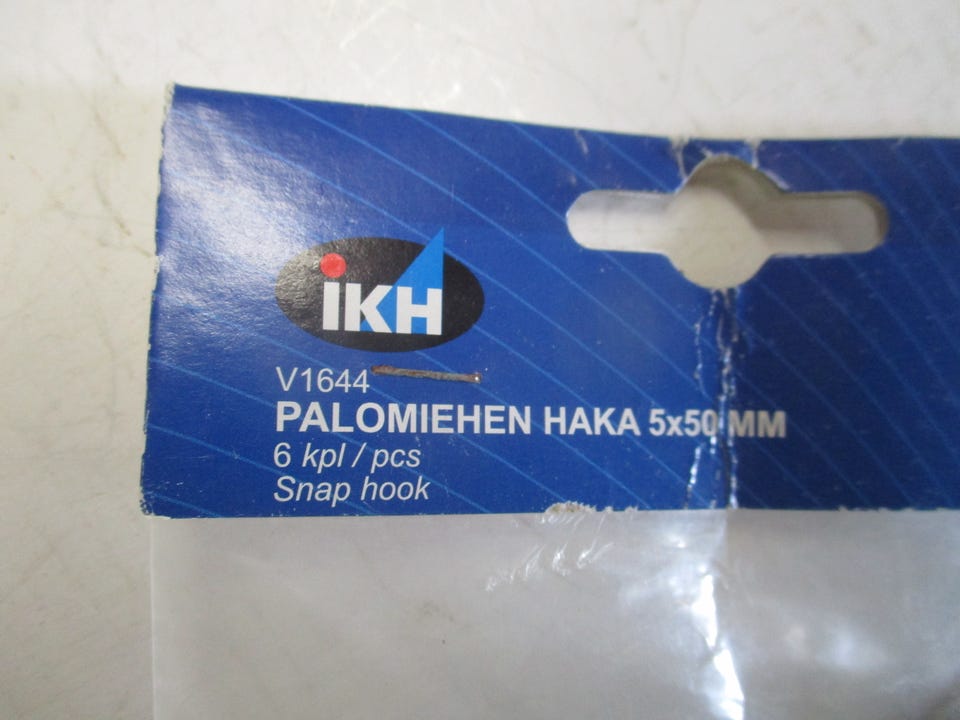 iKH
V1644
PALOMIEHEN HAKA 5x50 MM
6 kpl / pcs
Snap hook